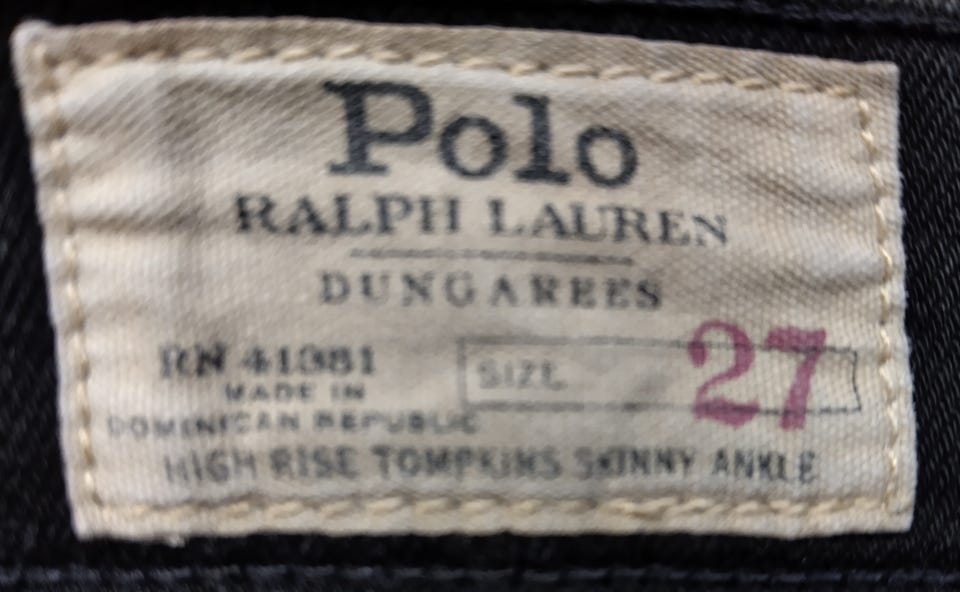 Polo
RALPH LAUREN
DUNGAREES
RN 41381
MADE IN
DOMINICAN REPUBLIC
SIZE 27
HIGH RISE TOMPKINS SKINNY ANKLE